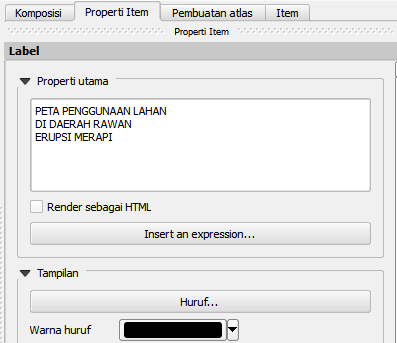 Komposisi Properti Item Pembuatan atlas Item
Properti Item
Label
Properti utama
PETA PENGGUNAAN LAHAN
DI DAERAH RAWAN
ERUPSI MERAPI
Render sebagai HTML
Insert an expression...
Tampilan
Huruf...
Warna huruf